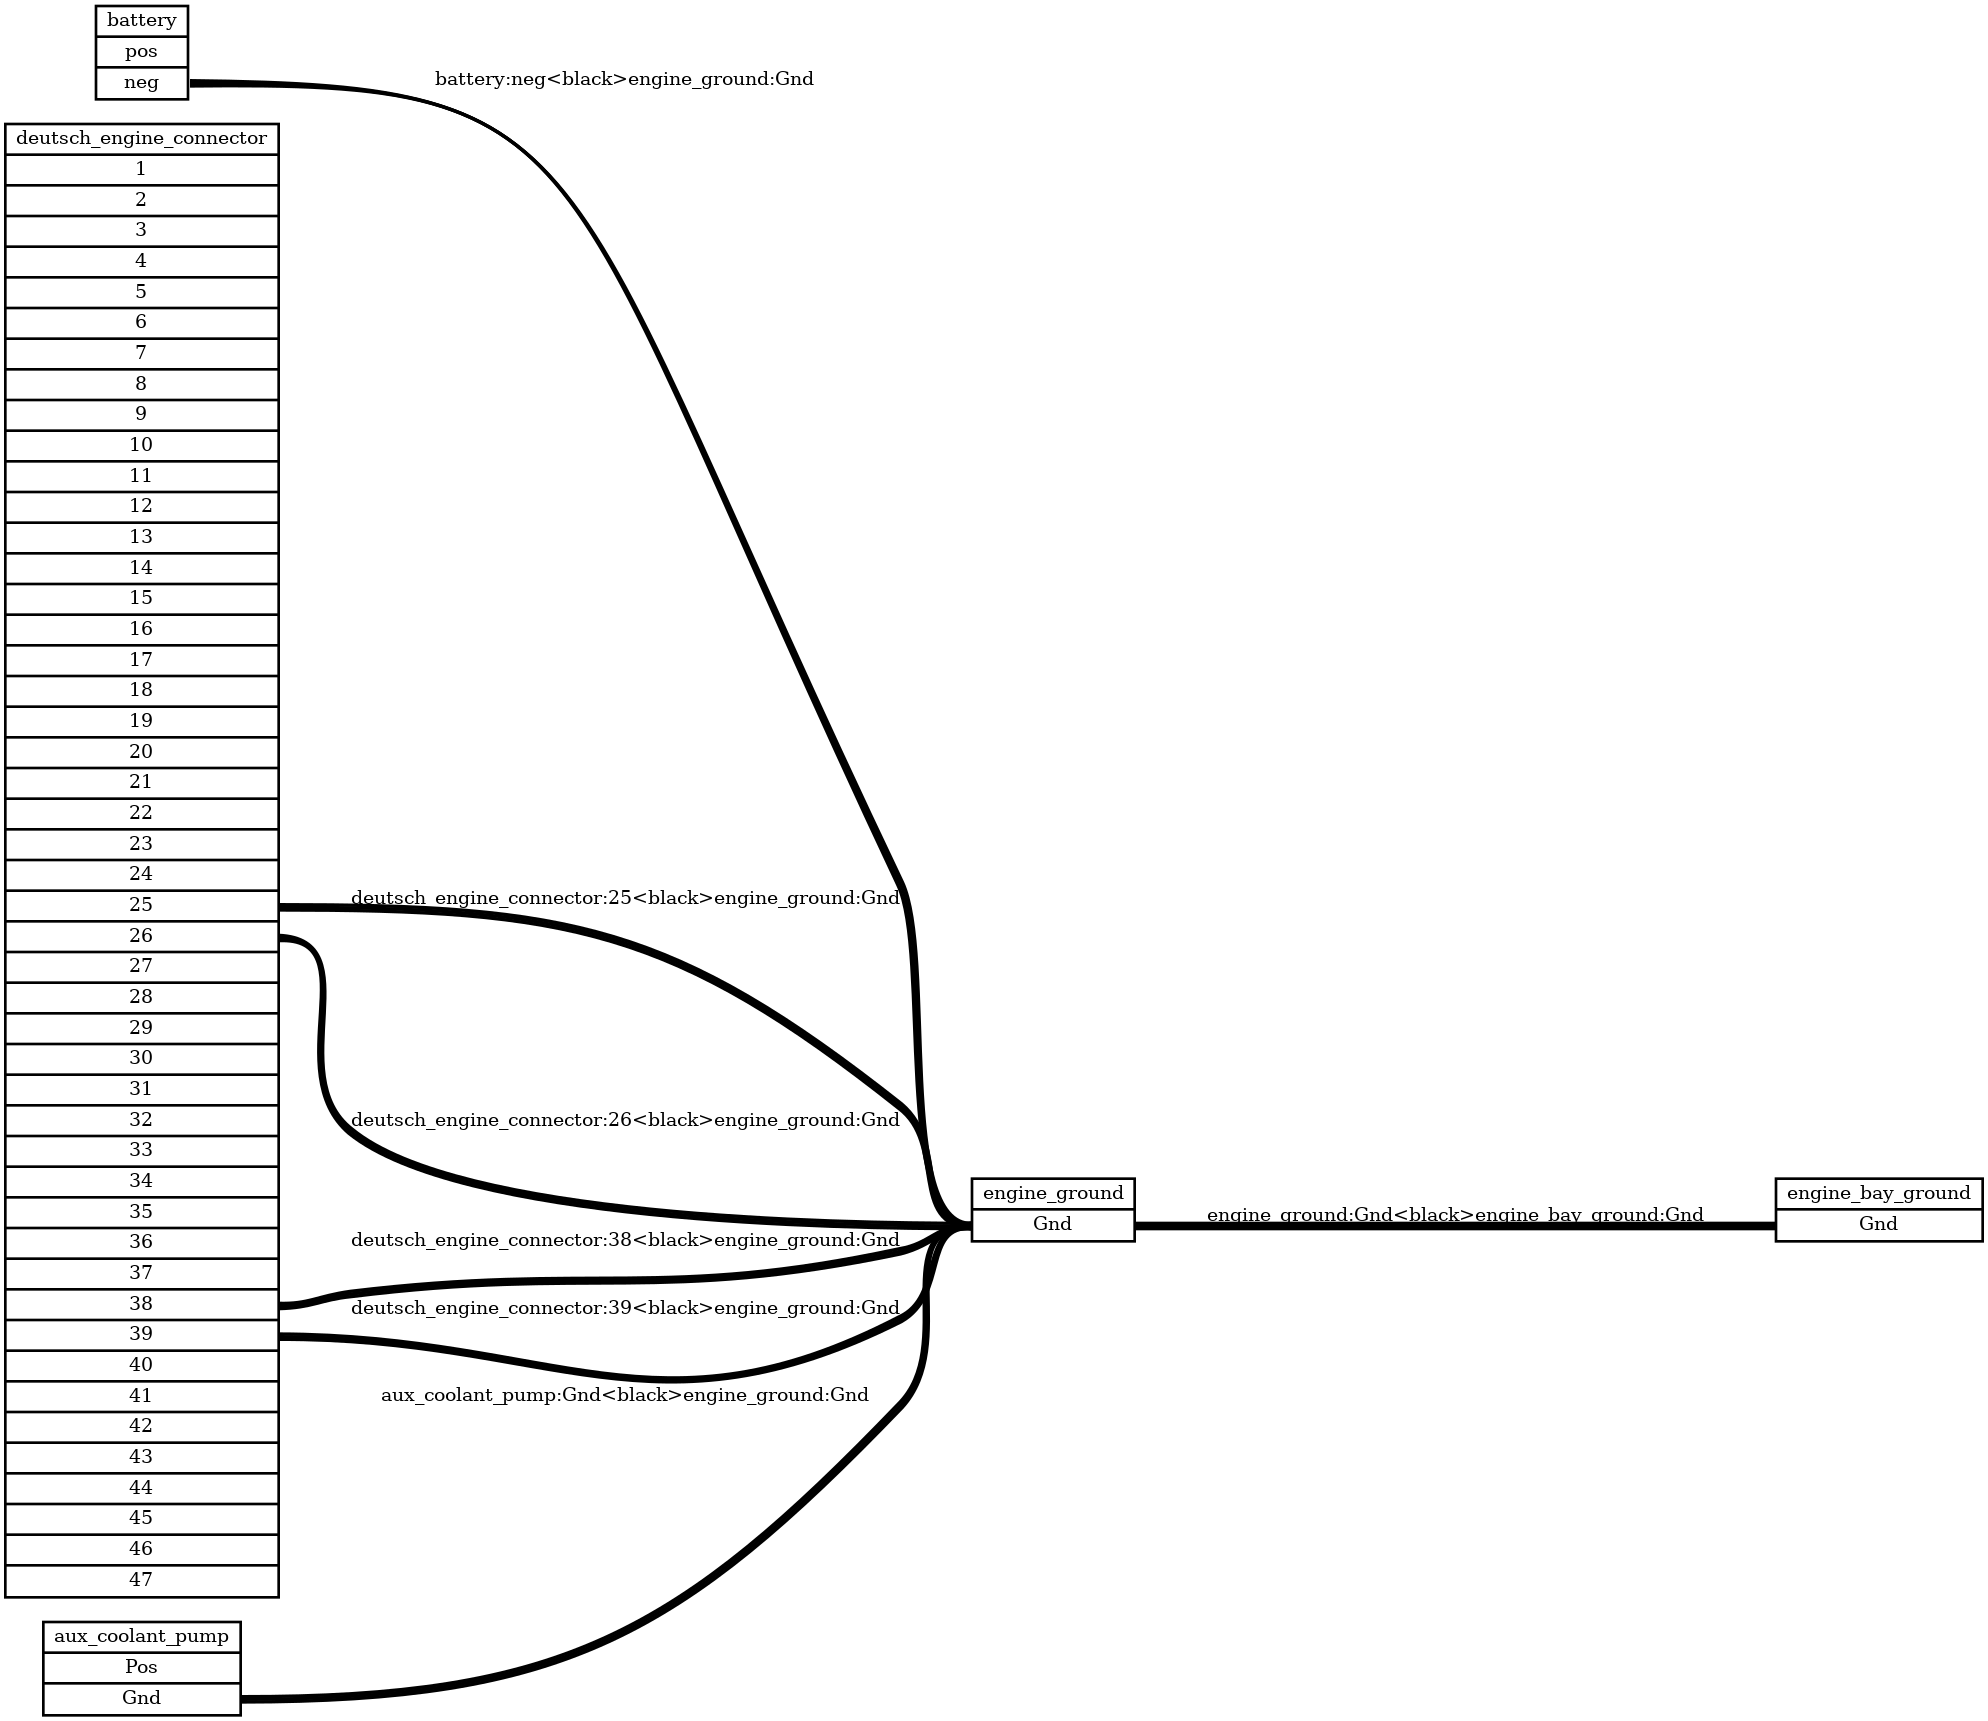 battery
pos
neg
battery:neg<black>engine_ground:Gnd
deutsch_engine_connector
1
2
3
4
5
6
7
8
9
10
11
12
13
14
15
16
17
18
19
20
21
22
23
24
25
26
27
28
29
30
31
32
33
34
35
36
37
38
39
40
41
42
43
44
45
46
47
deutsch_engine_connector:25<black>engine_ground:Gnd
deutsch_engine_connector:26<black>engine_ground:Gnd
deutsch_engine_connector:38<black>engine_ground:Gnd
deutsch_engine_connector:39<black>engine_ground:Gnd
aux_coolant_pump:Gnd<black>engine_ground:Gnd
aux_coolant_pump
Pos
Gnd
engine_ground
Gnd
engine_ground:Gnd<black>engine_bay_ground:Gnd
engine_bay_ground
Gnd